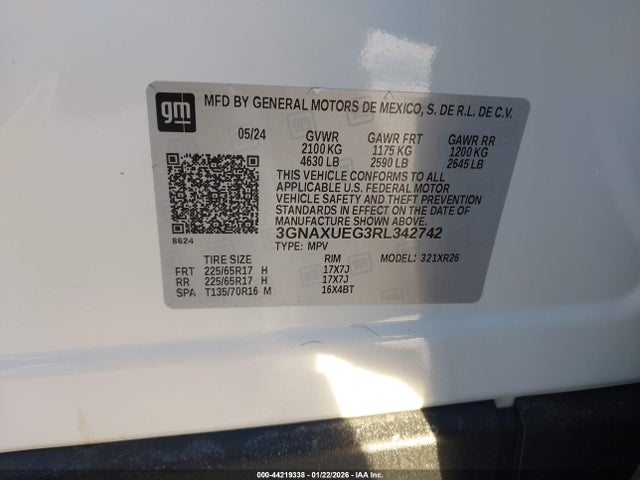 gm MFD BY GENERAL MOTORS DE MEXICO, S. DE R.L. DE C.V.
05/24 GVWR GAWR FRT GAWR RR
2100 KG 1175 KG 1200 KG
4630 LB 2590 LB 2645 LB
THIS VEHICLE CONFORMS TO ALL
APPLICABLE U.S. FEDERAL MOTOR
VEHICLE SAFETY AND THEFT
PREVENTION STANDARDS
IN EFFECT ON THE DATE OF
MANUFACTURE SHOWN ABOVE.
3GNAXUEG3RL342742
8624
TYPE: MPV
TIRE SIZE RIM MODEL: 321XR26
FRT 225/65R17 H 17X7J
RR 225/65R17 H 17X7J
SPA T135/70R16 M 16X4BT
000-44219338 - 01/22/2026 - IAA Inc.